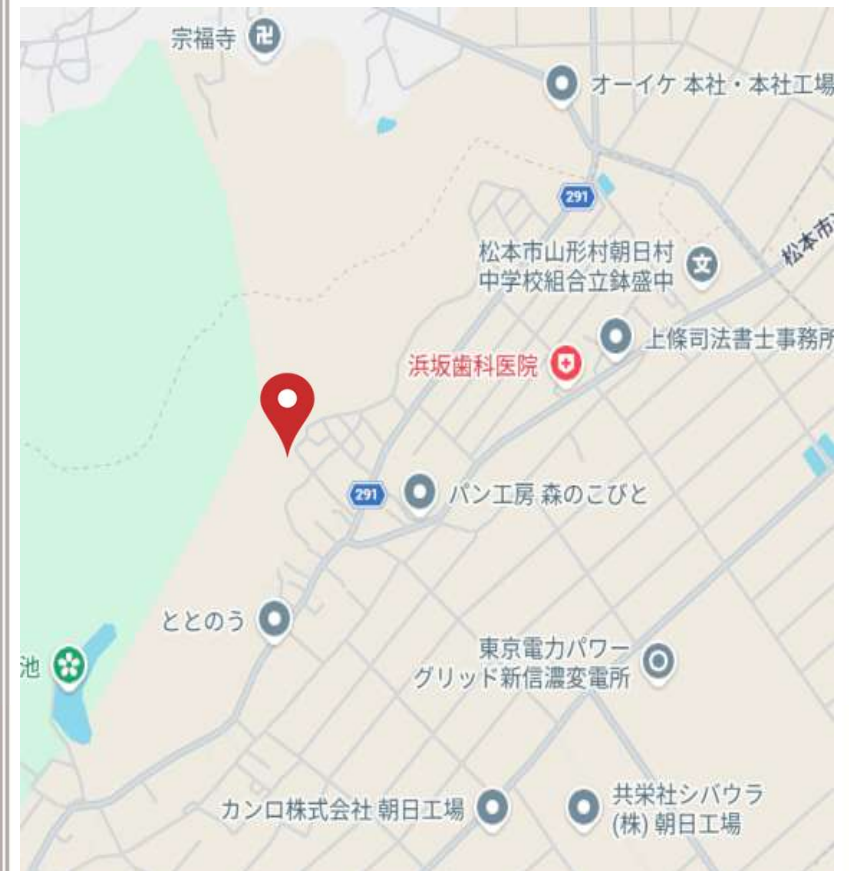 宗福寺
オーイケ 本社・本社工場
291
松本市山形村朝日村
中学校組合立鉢盛中
松本市
上條司法書士事務所
浜坂歯科医院
291
パン工房 森のこびと
ととのう
池
東京電力パワー
グリッド新信濃変電所
カンロ株式会社 朝日工場
共栄社シバウラ
(株) 朝日工場